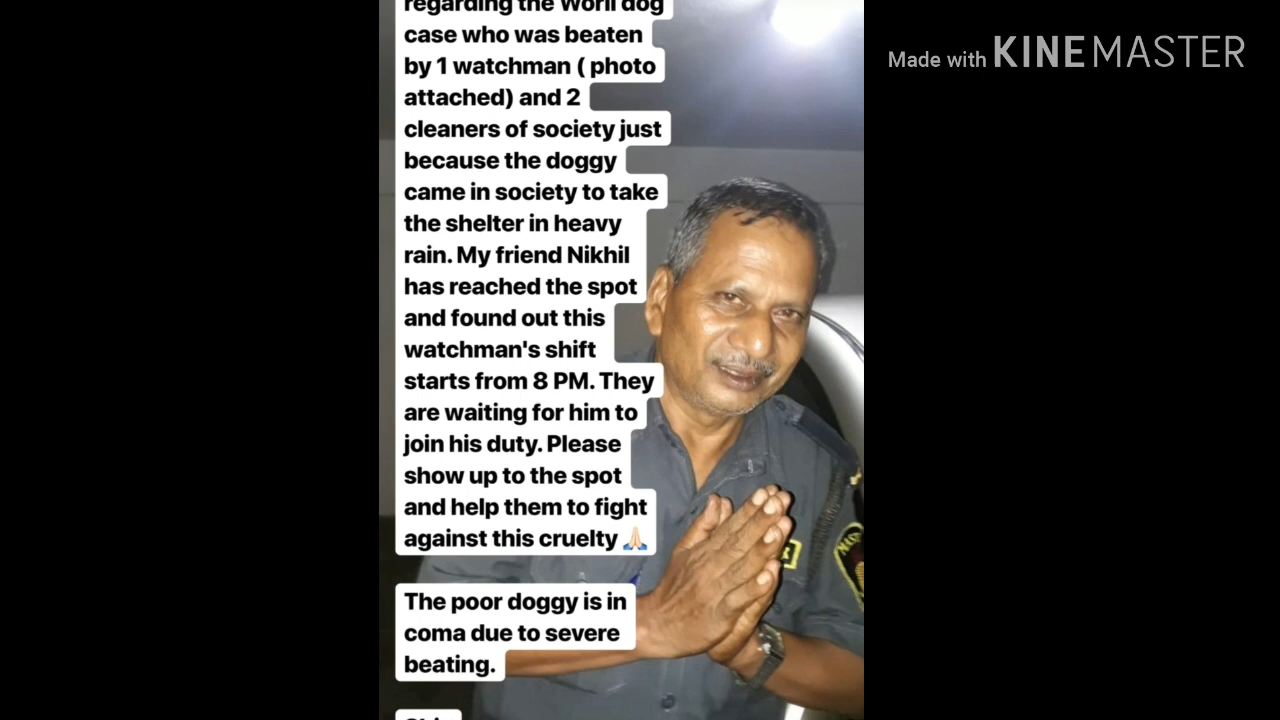 regarding the Worli dog
case who was beaten
by 1 watchman ( photo
attached) and 2
cleaners of society just
because the doggy
came in society to take
the shelter in heavy
rain. My friend Nikhil
has reached the spot
and found out this
watchman's shift
starts from 8 PM. They
are waiting for him to
join his duty. Please
show up to the spot
and help them to fight
against this cruelty 🙏🏻
The poor doggy is in
coma due to severe
beating.
Made with KINEMASTER